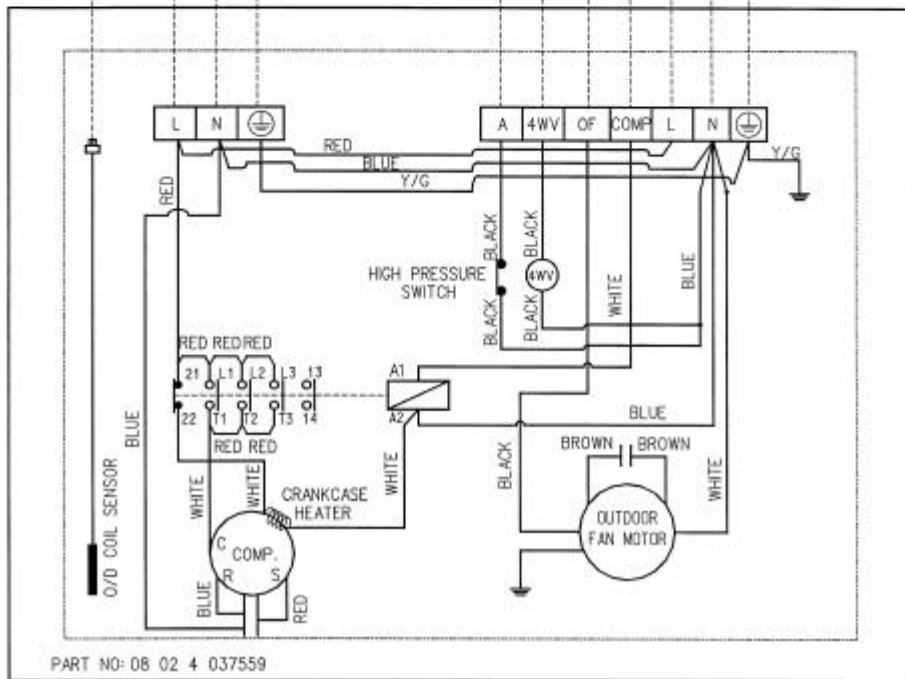 L N
A 4WV OF COMP L N
RED
BLUE
Y/G
Y/G
RED
BLACK
BLACK
HIGH PRESSURE
SWITCH
4WV
BLUE
WHITE
BLACK
BLACK
RED RED RED
21 L1 L2 L3 13
22 T1 T2 T3 14
RED RED
A1
A2
BLUE
BLUE
BROWN BROWN
WHITE
WHITE
WHITE
BLACK
WHITE
CRANKCASE
HEATER
OUTDOOR
FAN MOTOR
C
COMP.
R S
O/D COIL SENSOR
BLUE
RED
PART NO: 08 02 4 037559